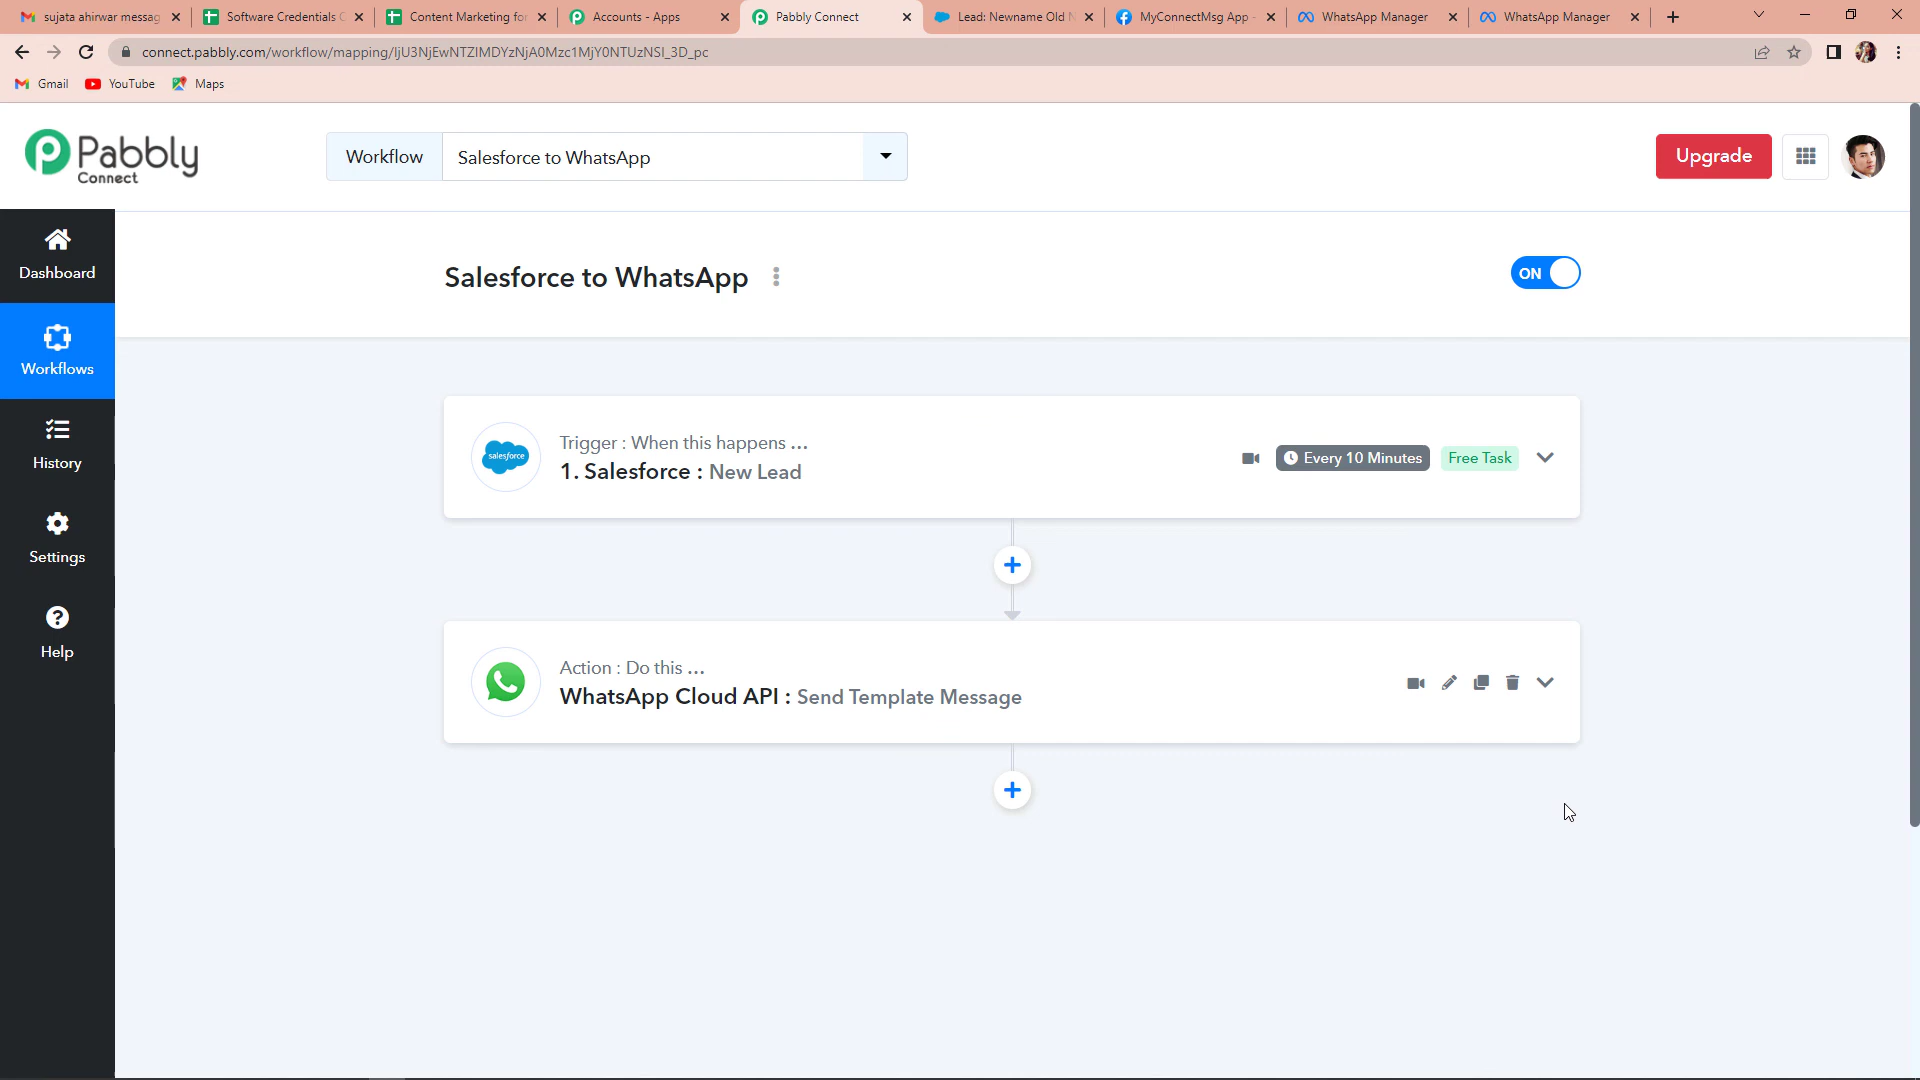 sujata ahirwar messag
Software Credentials C
Content Marketing for
Accounts - Apps
Pabbly Connect
Lead: Newname Old N
MyConnectMsg App -
WhatsApp Manager
WhatsApp Manager
connect.pabbly.com/workflow/mapping/IjU3NjEwNTZlMDYzNjA0Mzc1MjY0NTUzNSI_3D_pc
Gmail
YouTube
Maps
Pabbly
Connect
Workflow
Salesforce to WhatsApp
Upgrade
Dashboard
Workflows
History
Settings
Help
Salesforce to WhatsApp
ON
salesforce
Trigger : When this happens ...
1. Salesforce : New Lead
Every 10 Minutes
Free Task
Action : Do this ...
WhatsApp Cloud API : Send Template Message